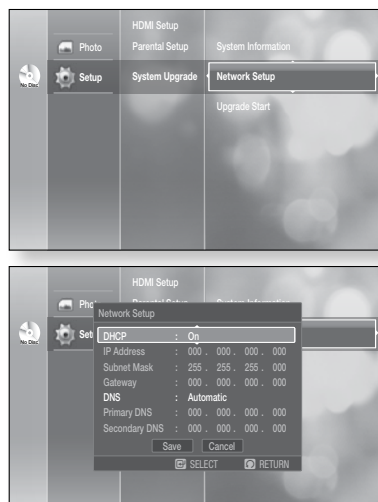 HDMI Setup
Photo Parental Setup System Information
No Disc Setup System Upgrade Network Setup
Upgrade Start
HDMI Setup
No Disc
Network Setup
DHCP : On
IP Address : 000 . 000 . 000 . 000
Subnet Mask : 255 . 255 . 255 . 000
Gateway : 000 . 000 . 000 . 000
DNS : Automatic
Primary DNS : 000 . 000 . 000 . 000
Secondary DNS : 000 . 000 . 000 . 000
Save Cancel
SELECT RETURN